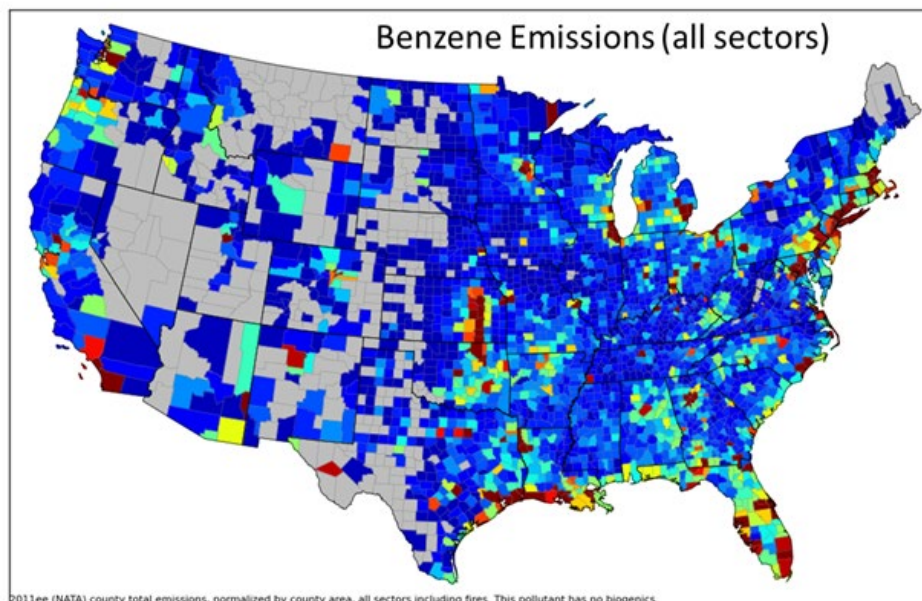 Benzene Emissions (all sectors)
2011ee (NATA) county total emissions, normalized by county area, all sectors including fires. This pollutant has no biogenics.